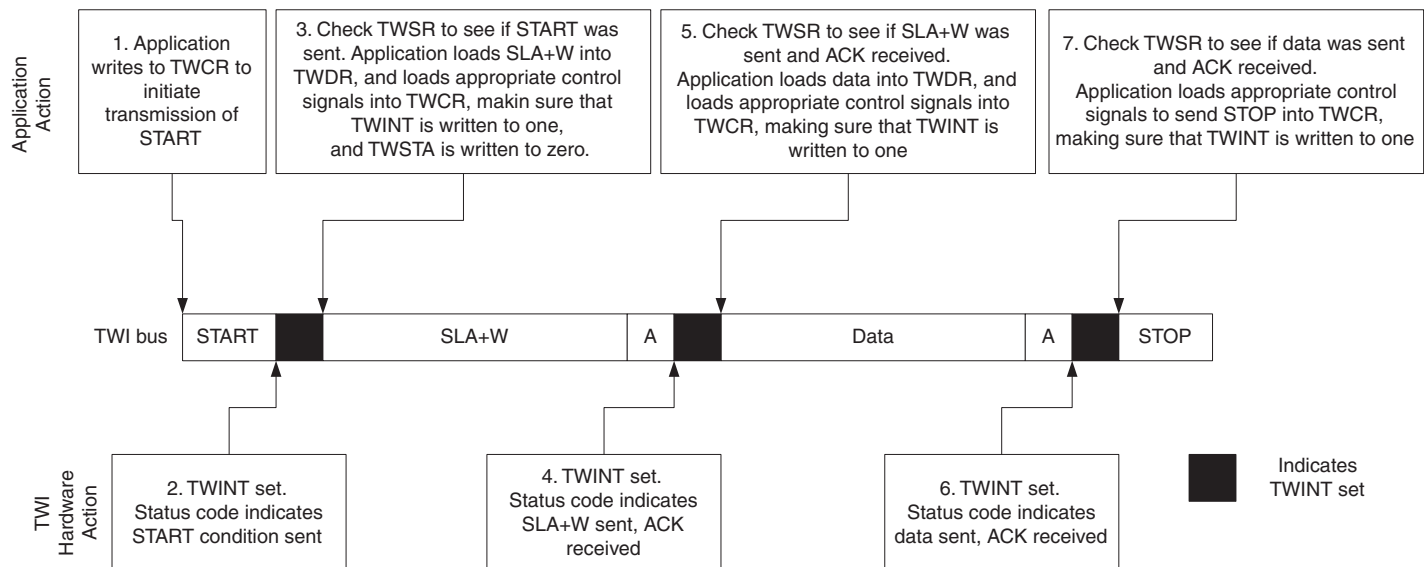 Application
Action
1. Application
writes to TWCR to
initiate
transmission of
START
3. Check TWSR to see if START was
sent. Application loads SLA+W into
TWDR, and loads appropriate control
signals into TWCR, makin sure that
TWINT is written to one,
and TWSTA is written to zero.
5. Check TWSR to see if SLA+W was
sent and ACK received.
Application loads data into TWDR, and
loads appropriate control signals into
TWCR, making sure that TWINT is
written to one
7. Check TWSR to see if data was sent
and ACK received.
Application loads appropriate control
signals to send STOP into TWCR,
making sure that TWINT is written to one
TWI bus
START
SLA+W
A
Data
A
STOP
TWI
Hardware
Action
2. TWINT set.
Status code indicates
START condition sent
4. TWINT set.
Status code indicates
SLA+W sent, ACK
received
6. TWINT set.
Status code indicates
data sent, ACK received
Indicates
TWINT set